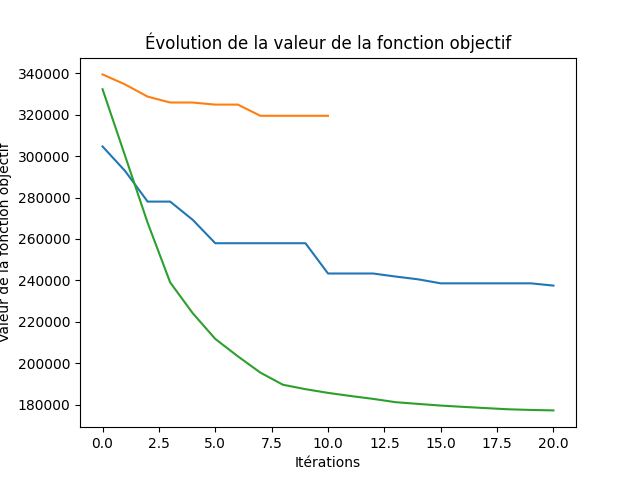 Évolution de la valeur de la fonction objectif
340000
320000
300000
280000
260000
240000
220000
200000
180000
Valeur de la fonction objectif
0.0 2.5 5.0 7.5 10.0 12.5 15.0 17.5 20.0
Itérations